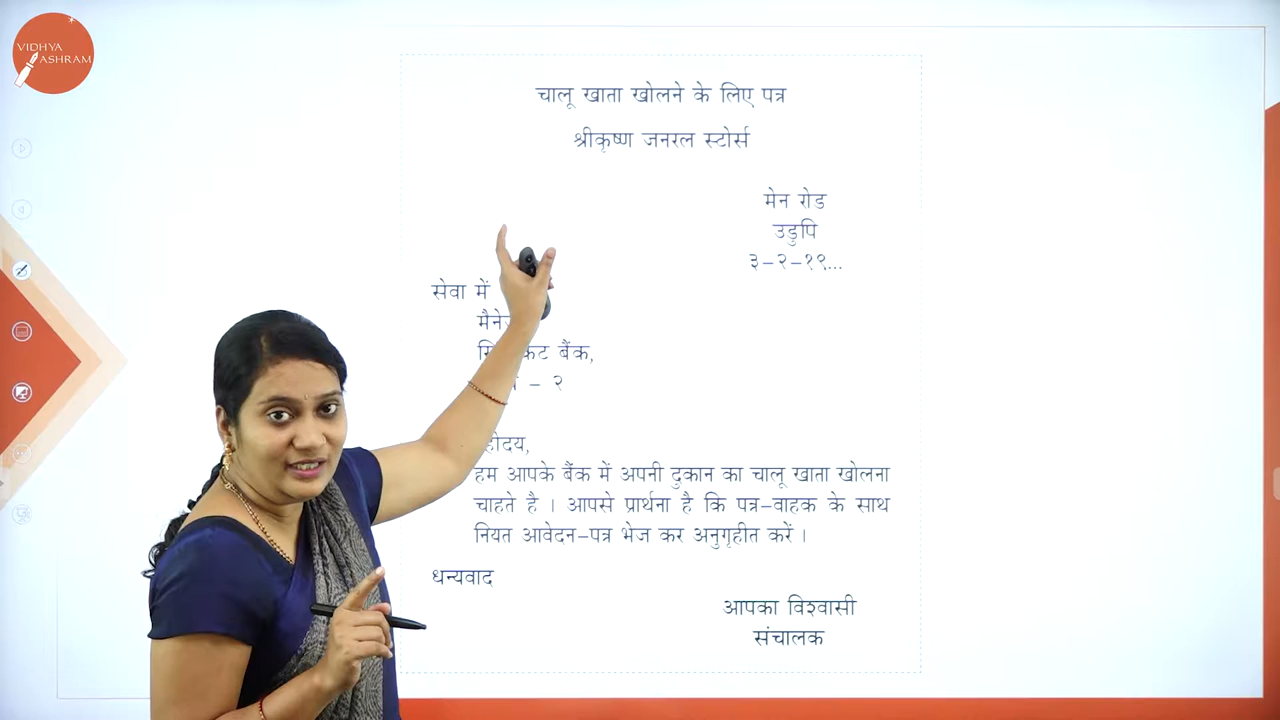 VIDHYA
ASHRAM
चालू खाता खोलने के लिए पत्र
श्रीकृष्ण जनरल स्टोर्स
मेन रोड
उडुपि
३-२-१९...
सेवा में
बैंक,
- २
हम आपके बैंक में अपनी दुकान का चालू खाता खोलना
चाहते है । आपसे प्रार्थना है कि पत्र-वाहक के साथ
नियत आवेदन-पत्र भेज कर अनुगृहीत करें ।
धन्यवाद
आपका विश्वासी
संचालक